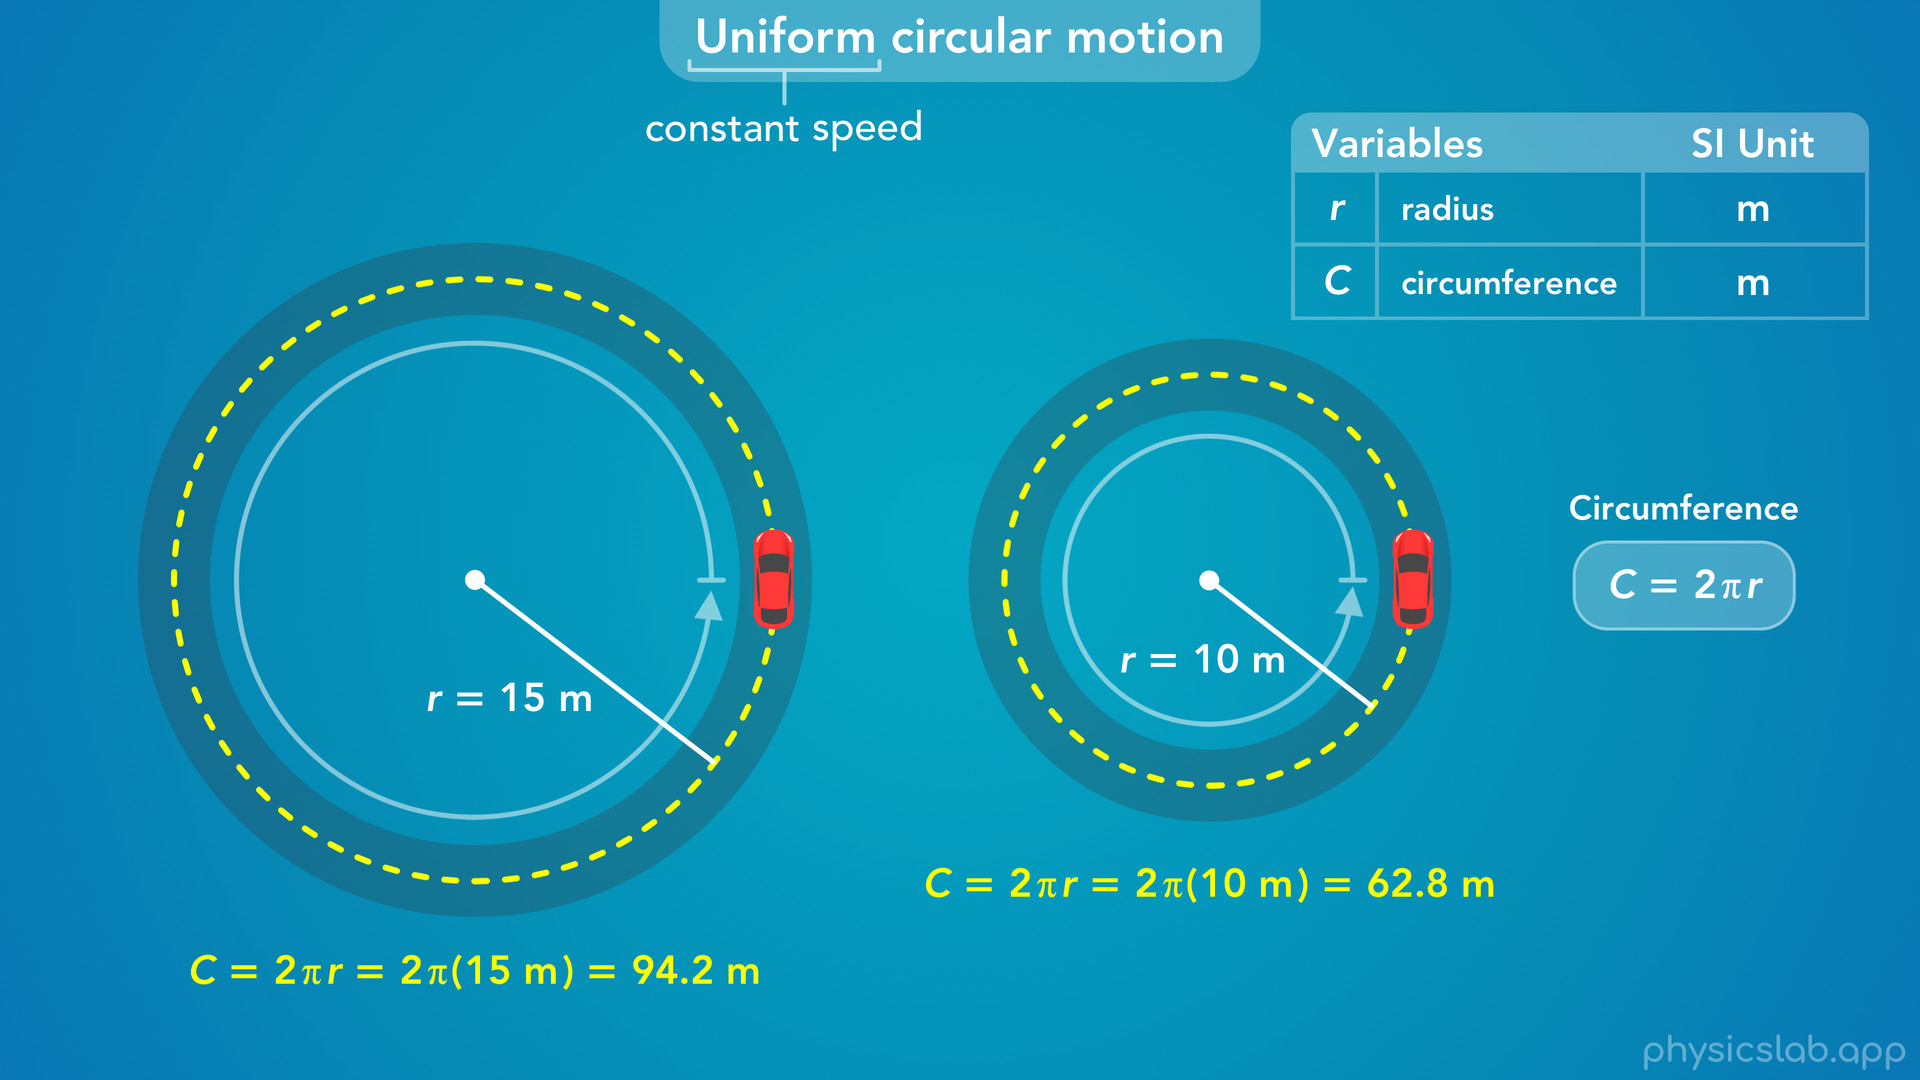 Uniform circular motion
constant speed
Variables SI Unit
r radius m
C circumference m
r = 15 m
r = 10 m
Circumference
C = 2πr
C = 2πr = 2π(10 m) = 62.8 m
C = 2πr = 2π(15 m) = 94.2 m
physicslab.app